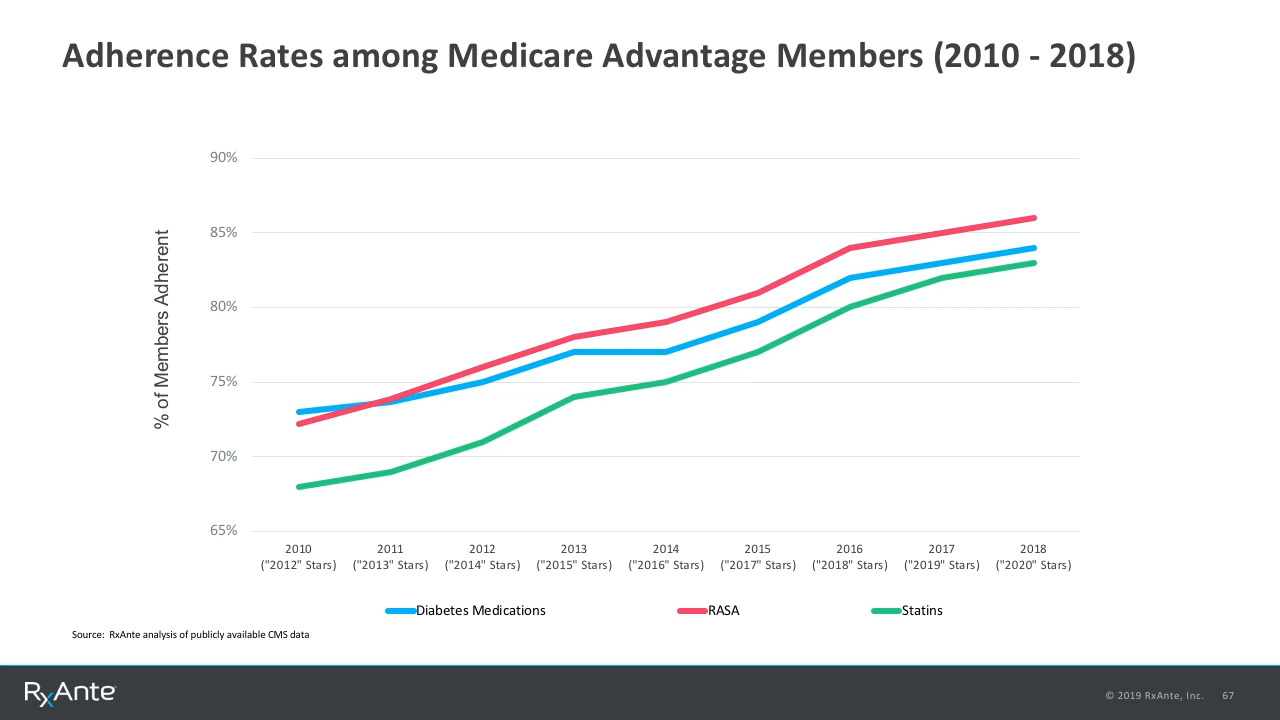 Adherence Rates among Medicare Advantage Members (2010 - 2018)
% of Members Adherent
90%
85%
80%
75%
70%
65%
2010 2011 2012 2013 2014 2015 2016 2017 2018
("2012" Stars) ("2013" Stars) ("2014" Stars) ("2015" Stars) ("2016" Stars) ("2017" Stars) ("2018" Stars) ("2019" Stars) ("2020" Stars)
Diabetes Medications RASA Statins
Source: RxAnte analysis of publicly available CMS data
RxAnte © 2019 RxAnte, Inc. 67